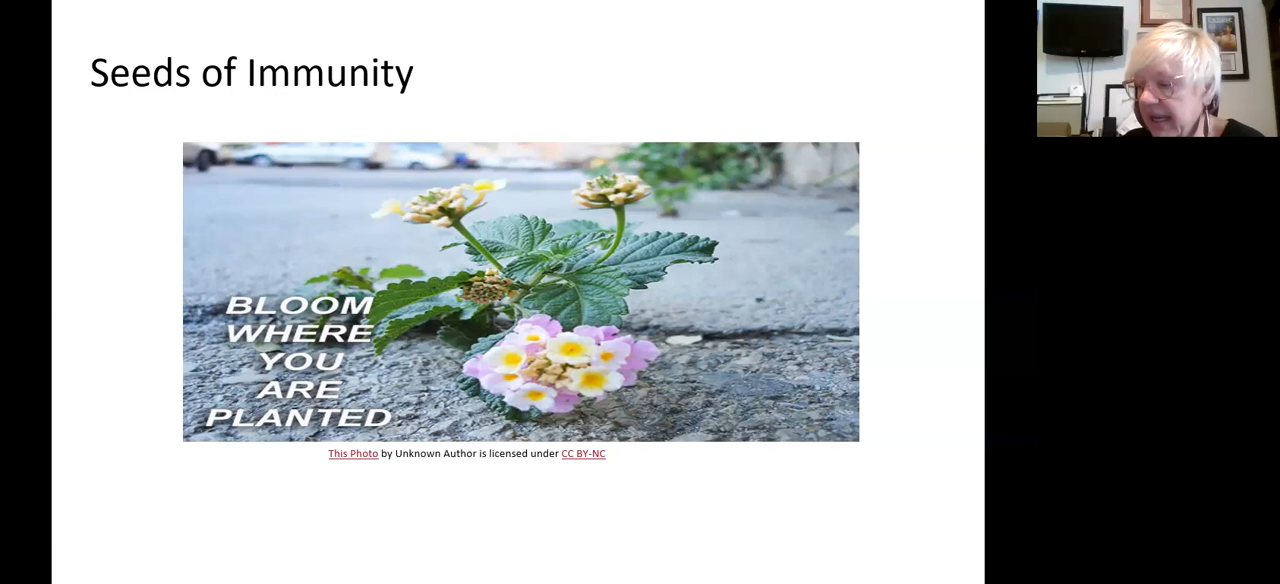 Seeds of Immunity
BLOOM
WHERE
YOU
ARE
PLANTED
This Photo by Unknown Author is licensed under CC BY-NC